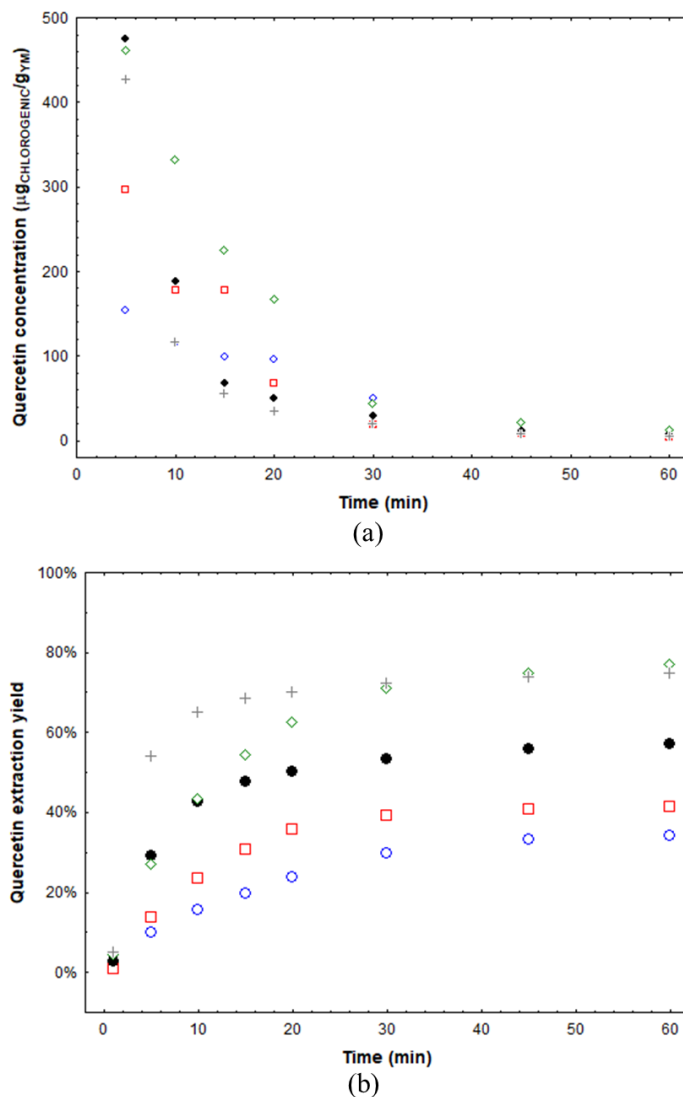 500
400
300
200
100
0
Quercetin concentration (μgCHLOROGENIC/gYM)
0 10 20 30 40 50 60
Time (min)
(a)
100%
80%
60%
40%
20%
0%
Quercetin extraction yield
0 10 20 30 40 50 60
Time (min)
(b)